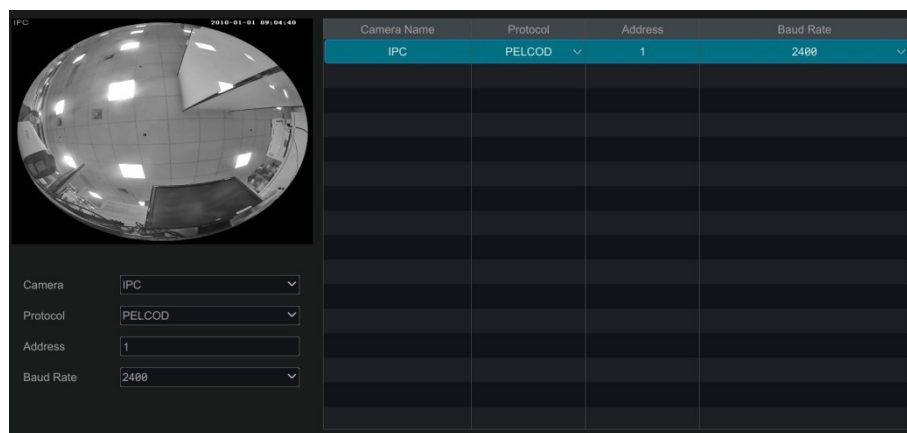 IPC 2010-01-01 09:04:40
Camera Name Protocol Address Baud Rate
IPC PELCOD 1 2400
Camera IPC
Protocol PELCOD
Address 1
Baud Rate 2400